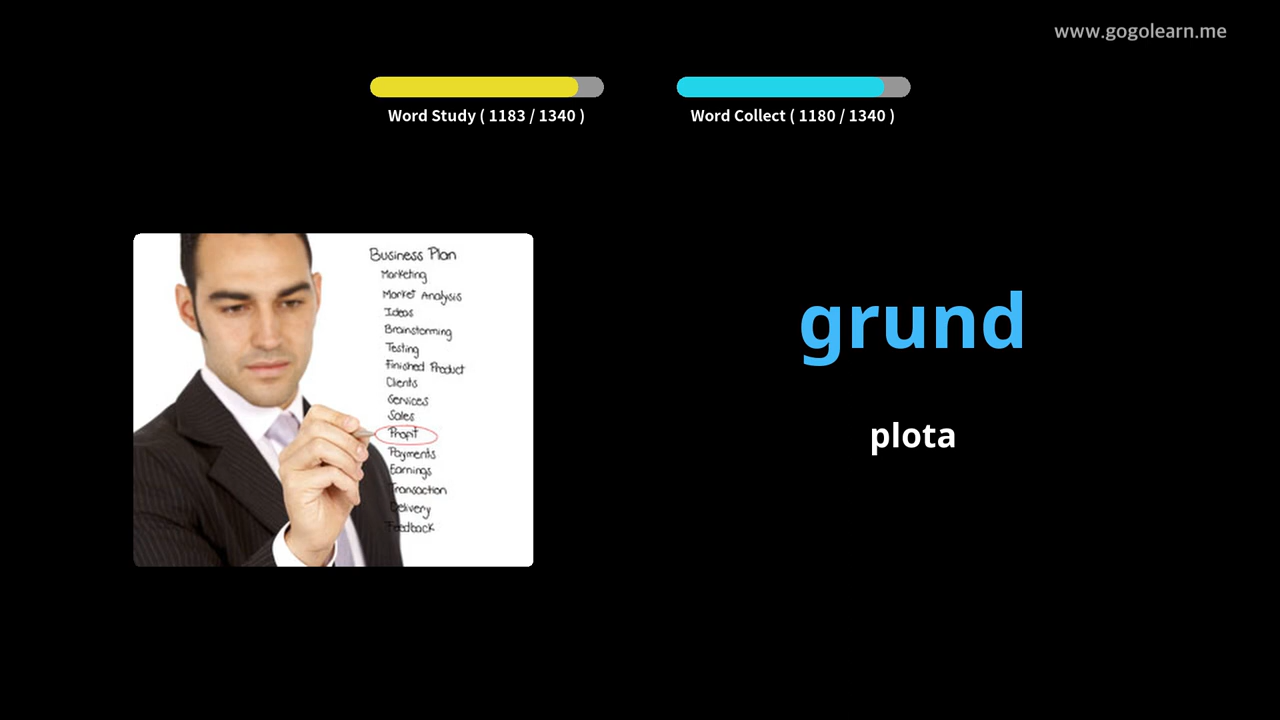 www.gogolearn.me
Word Study ( 1183 / 1340 )
Word Collect ( 1180 / 1340 )
Business Plan
Marketing
Market Analysis
Ideas
Brainstorming
Testing
Finished Product
Clients
Services
Sales
Profit
Payments
Earnings
Transaction
Delivery
Feedback
grund
plota